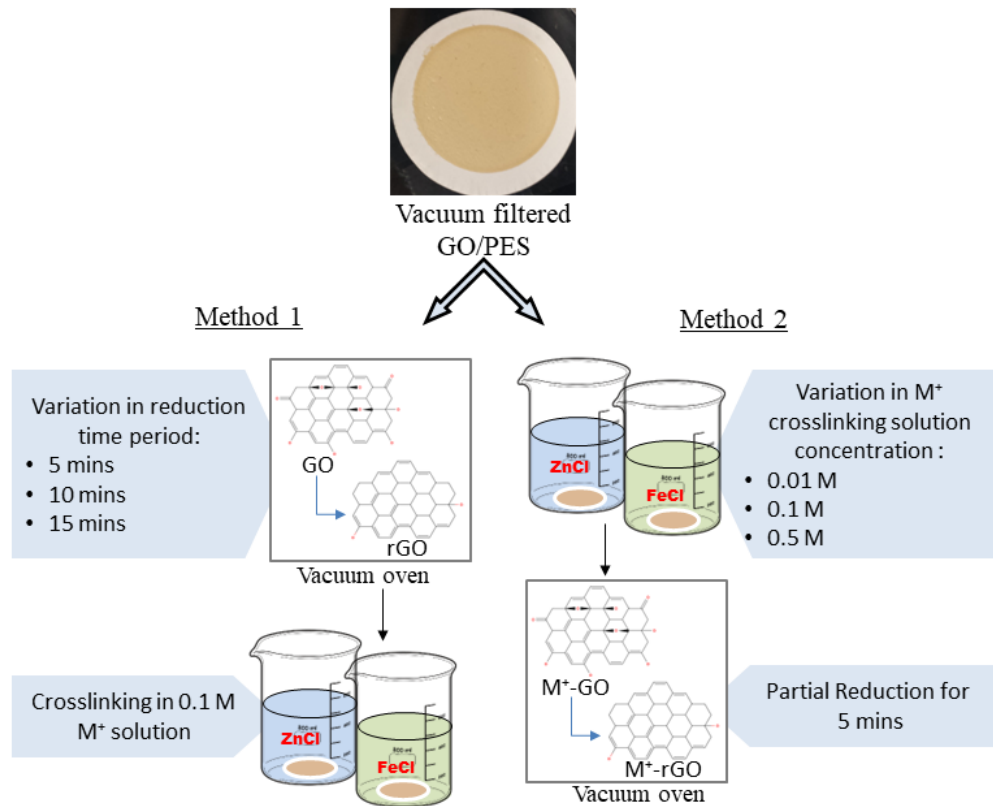 Vacuum filtered
GO/PES
Method 1
Method 2
Variation in reduction
time period:
• 5 mins
• 10 mins
• 15 mins
GO
rGO
Vacuum oven
ZnCl
FeCl
Variation in M⁺
crosslinking solution
concentration :
• 0.01 M
• 0.1 M
• 0.5 M
Crosslinking in 0.1 M
M⁺ solution
ZnCl
FeCl
M⁺-GO
M⁺-rGO
Vacuum oven
Partial Reduction for
5 mins